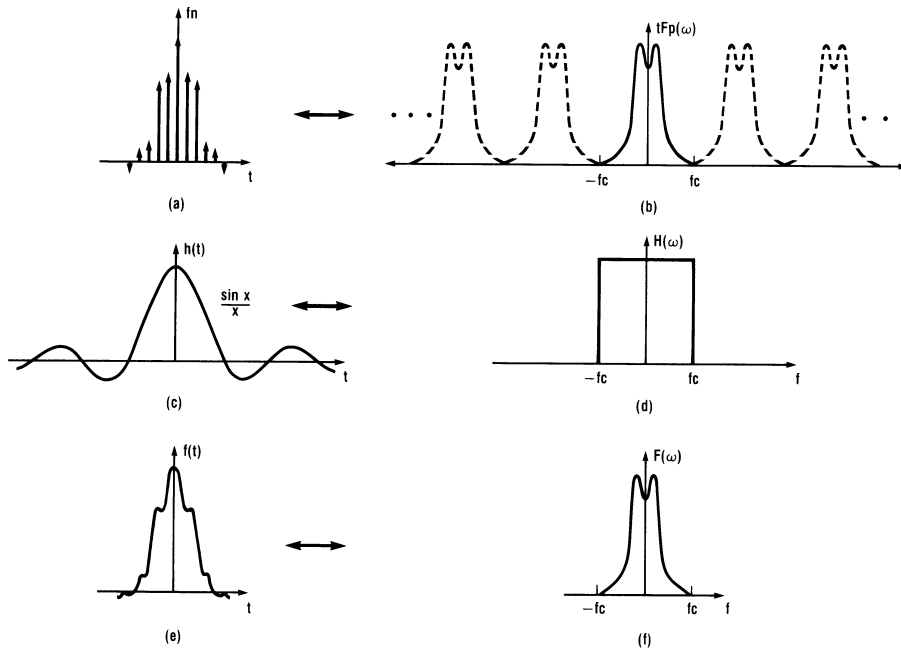 fn
t
(a)
tFp(ω)
• • • •
• •
−fc
fc
(b)
h(t)
sin x
x
t
(c)
H(ω)
−fc
fc
f
(d)
f(t)
t
(e)
F(ω)
−fc
fc
f
(f)